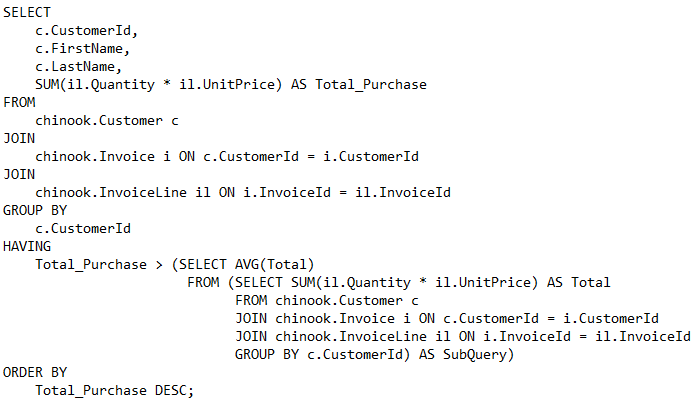 SELECT
    c.CustomerId,
    c.FirstName,
    c.LastName,
    SUM(il.Quantity * il.UnitPrice) AS Total_Purchase
FROM
    chinook.Customer c
JOIN
    chinook.Invoice i ON c.CustomerId = i.CustomerId
JOIN
    chinook.InvoiceLine il ON i.InvoiceId = il.InvoiceId
GROUP BY
    c.CustomerId
HAVING
    Total_Purchase > (SELECT AVG(Total)
                       FROM (SELECT SUM(il.Quantity * il.UnitPrice) AS Total
                             FROM chinook.Customer c
                             JOIN chinook.Invoice i ON c.CustomerId = i.CustomerId
                             JOIN chinook.InvoiceLine il ON i.InvoiceId = il.InvoiceId
                             GROUP BY c.CustomerId) AS SubQuery)
ORDER BY
    Total_Purchase DESC;